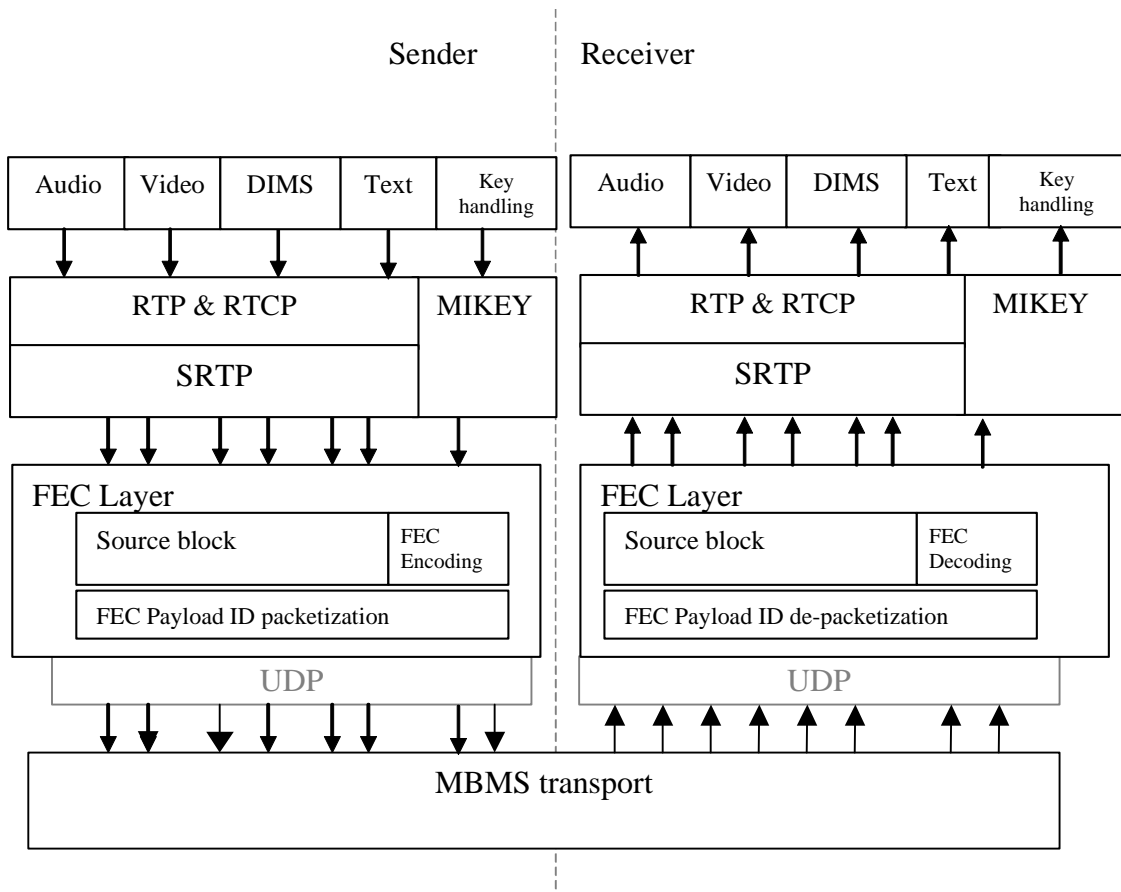 Sender Receiver
Audio Video DIMS Text Key handling Audio Video DIMS Text Key handling
RTP & RTCP MIKEY RTP & RTCP MIKEY
SRTP SRTP
FEC Layer FEC Layer
Source block FEC Encoding Source block FEC Decoding
FEC Payload ID packetization FEC Payload ID de-packetization
UDP UDP
MBMS transport